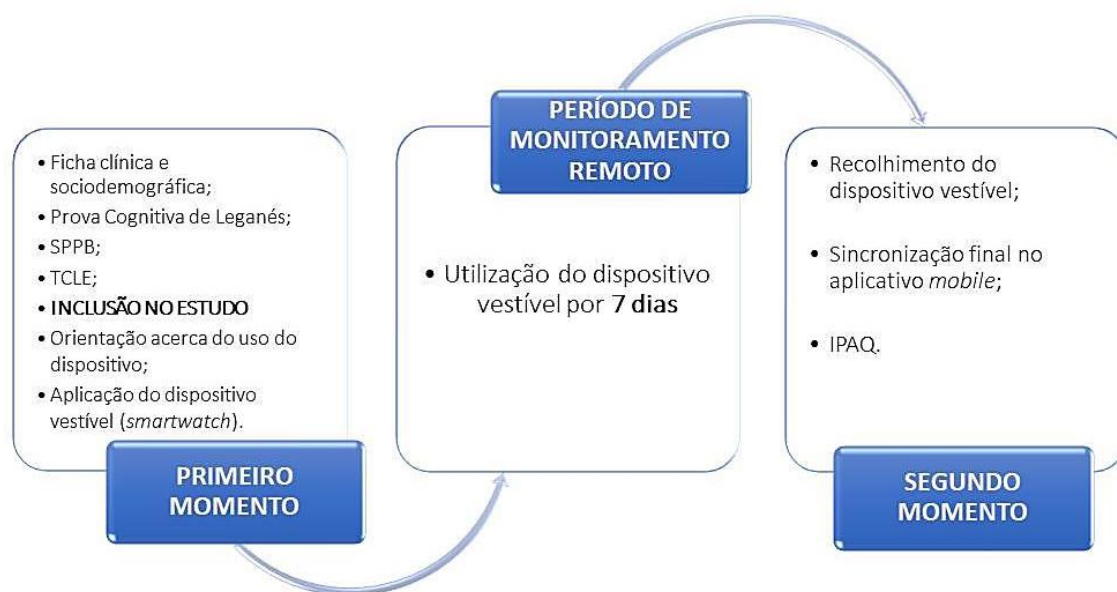 • Ficha clínica e
sociodemográfica;
• Prova Cognitiva de Leganés;
• SPPB;
• TCLE;
• INCLUSÃO NO ESTUDO
• Orientação acerca do uso do
dispositivo;
• Aplicação do dispositivo
vestível (smartwatch).
PRIMEIRO
MOMENTO
PERÍODO DE
MONITORAMENTO
REMOTO
• Utilização do dispositivo
vestível por 7 dias
• Recolhimento do
dispositivo vestível;
• Sincronização final no
aplicativo mobile;
• IPAQ.
SEGUNDO
MOMENTO